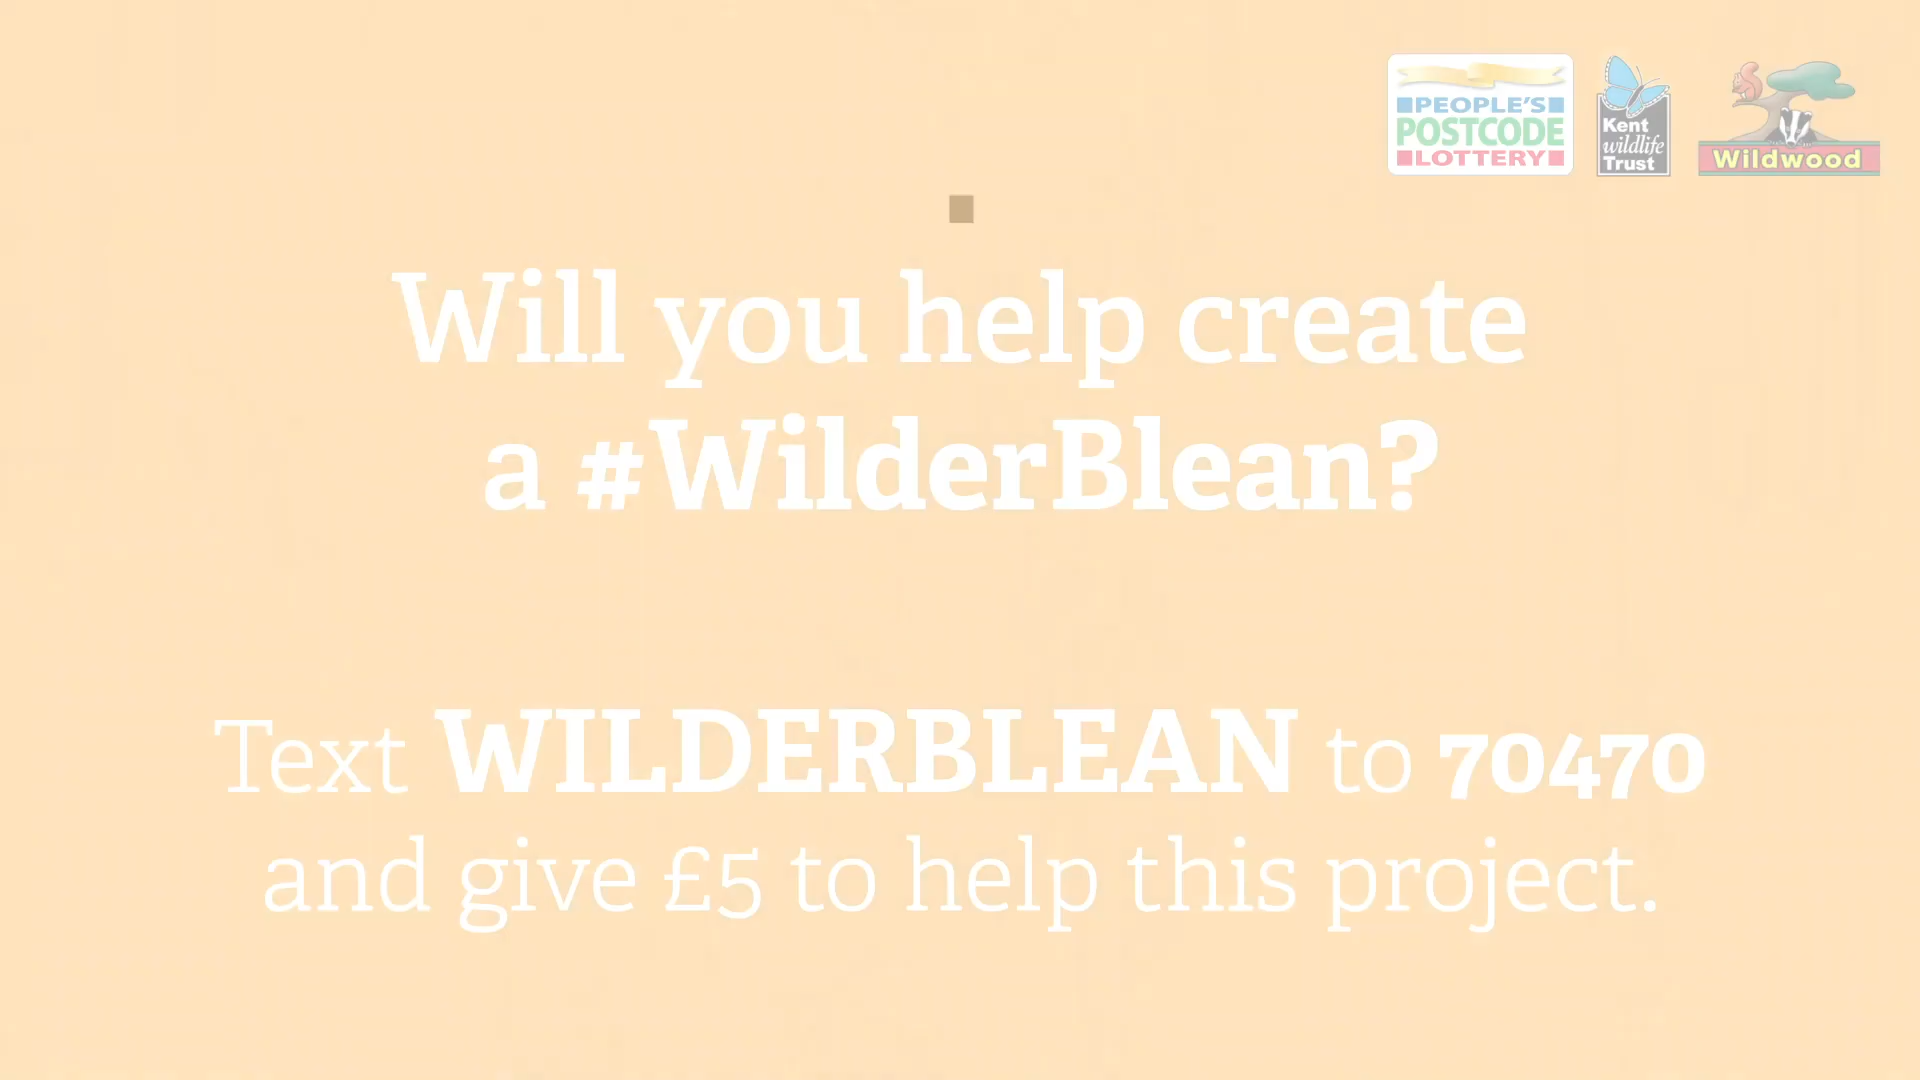 PEOPLE'S
POSTCODE
LOTTERY
Kent
wildlife
Trust
Wildwood
Will you help create
a #WilderBlean?
Text WILDERBLEAN to 70470
and give £5 to help this project.